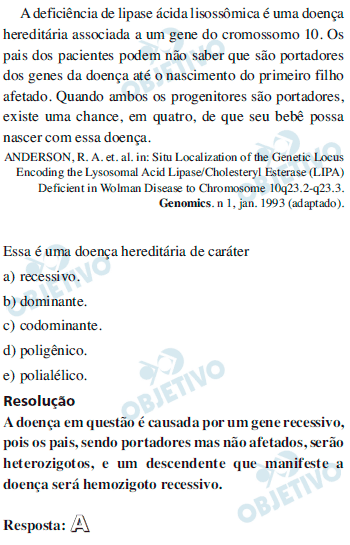 A deficiência de lipase ácida lisossômica é uma doença
hereditária associada a um gene do cromossomo 10. Os
pais dos pacientes podem não saber que são portadores
dos genes da doença até o nascimento do primeiro filho
afetado. Quando ambos os progenitores são portadores,
existe uma chance, em quatro, de que seu bebê possa
nascer com essa doença.
ANDERSON, R. A. et. al. in: Situ Localization of the Genetic Locus
Encoding the Lysosomal Acid Lipase/Cholesteryl Esterase (LIPA)
Deficient in Wolman Disease to Chromosome 10q23.2-q23.3.
Genomics. n 1, jan. 1993 (adaptado).
Essa é uma doença hereditária de caráter
a) recessivo.
b) dominante.
c) codominante.
d) poligênico.
e) polialélico.
Resolução
A doença em questão é causada por um gene recessivo,
pois os pais, sendo portadores mas não afetados, serão
heterozigotos, e um descendente que manifeste a
doença será hemozigoto recessivo.
Resposta: A
OBJETIVO
OBJETIVO
OBJETIVO
OBJETIVO
OBJETIVO